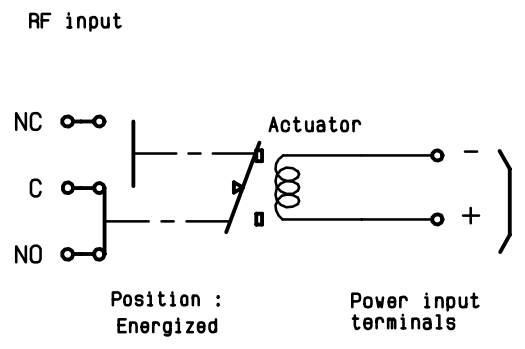 RF input
NC
Actuator
-
C
+
NO
Position :
Energized
Power input
terminals